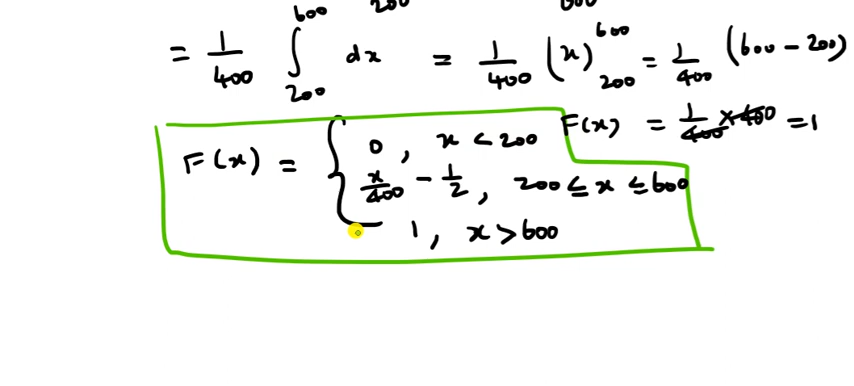 600 200
= 1/400 ∫ dx = 1/400 (x)^600_200 = 1/400 (600 - 200)
200
F(x) = 1/400 × 400 = 1
F(x) = { 0, x < 200
x/400 - 1/2, 200 ≤ x ≤ 600
1, x > 600